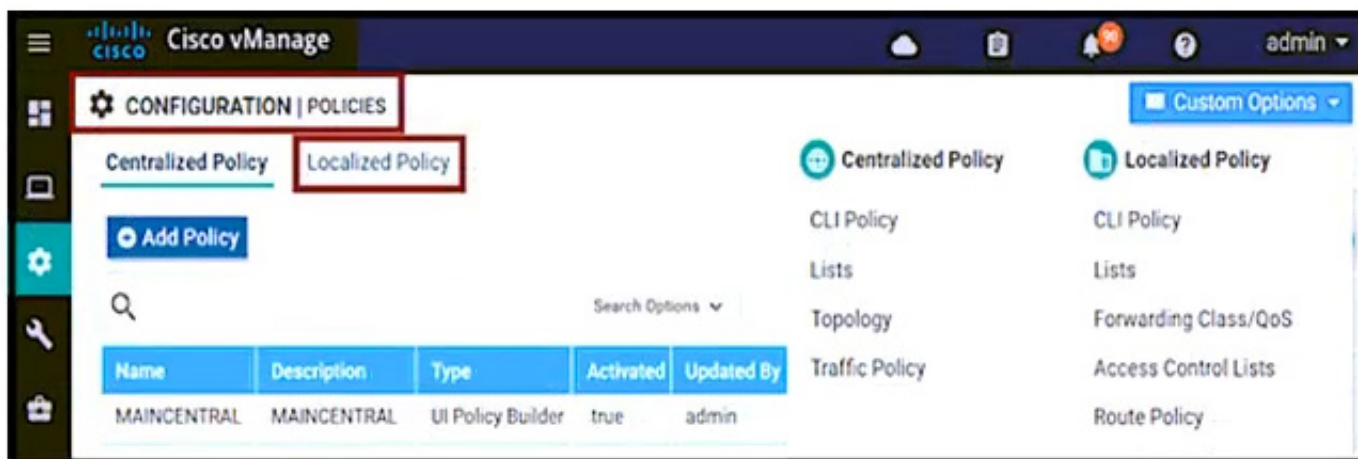 CISCO Cisco vManage 90 ? admin
CONFIGURATION | POLICIES
Custom Options
Centralized Policy Localized Policy
Add Policy
Search Options
Name Description Type Activated Updated By
MAINCENTRAL MAINCENTRAL UI Policy Builder true admin
Centralized Policy
CLI Policy
Lists
Topology
Traffic Policy
Localized Policy
CLI Policy
Lists
Forwarding Class/QoS
Access Control Lists
Route Policy